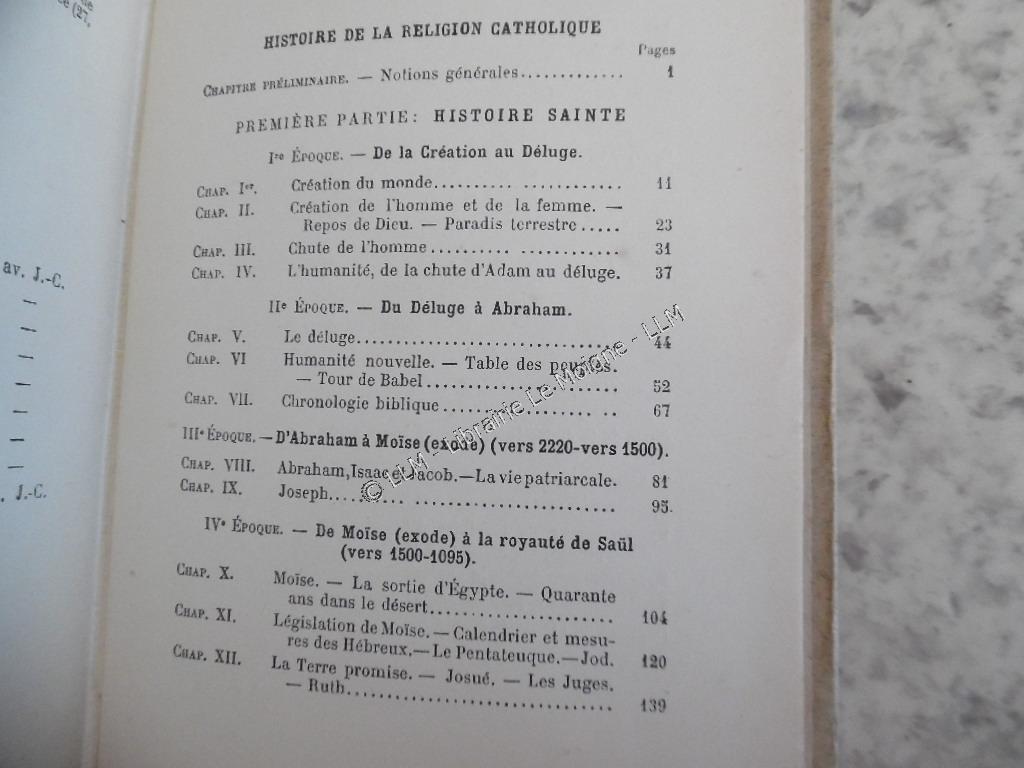 (27,
av. J.-C.
—
—
—
—
—
—
J.-C.
HISTOIRE DE LA RELIGION CATHOLIQUE
Pages
CHAPITRE PRÉLIMINAIRE. — Notions générales............. 1
PREMIÈRE PARTIE: HISTOIRE SAINTE
Ire ÉPOQUE. — De la Création au Déluge.
CHAP. Ier. Création du monde.......... ............ 11
CHAP. II. Création de l'homme et de la femme. —
Repos de Dieu. — Paradis terrestre ..... 23
CHAP. III. Chute de l'homme .......... ............ 31
CHAP. IV. L'humanité, de la chute d'Adam au déluge. 37
IIe ÉPOQUE. — Du Déluge à Abraham.
CHAP. V. Le déluge................................ 44
CHAP. VI Humanité nouvelle. — Table des peuples.
— Tour de Babel....................... 52
CHAP. VII. Chronologie biblique .................. .. 67
IIIe ÉPOQUE. — D'Abraham à Moïse (exode) (vers 2220-vers 1500).
CHAP. VIII. Abraham, Isaac et Jacob. — La vie patriarcale. 81
CHAP. IX. Joseph.......... ........................ 95.
IVe ÉPOQUE. — De Moïse (exode) à la royauté de Saül
(vers 1500-1095).
CHAP. X. Moïse. — La sortie d'Égypte. — Quarante
ans dans le désert..................... 104
CHAP. XI. Législation de Moïse. — Calendrier et mesu-
res des Hébreux. — Le Pentateuque. — Jod. 120
CHAP. XII. La Terre promise. — Josué. — Les Juges.
— Ruth................................ 139
© LLM - Librairie Le Moigne - LLM